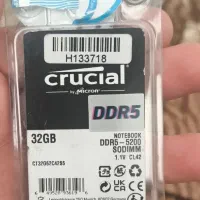 H133718
crucial
by Micron
DDR5
32GB
NOTEBOOK
DDR5-5200
SODIMM
1.1V CL42
CT32G52C42S5